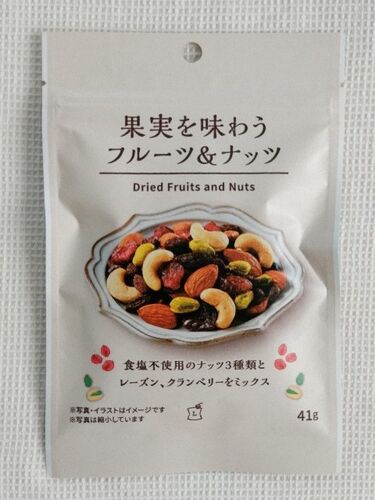 果実を味わう
フルーツ&ナッツ
Dried Fruits and Nuts
食塩不使用のナッツ3種類と
レーズン、クランベリーをミックス
※写真・イラストはイメージです
※写真は縮小しています
L
41g